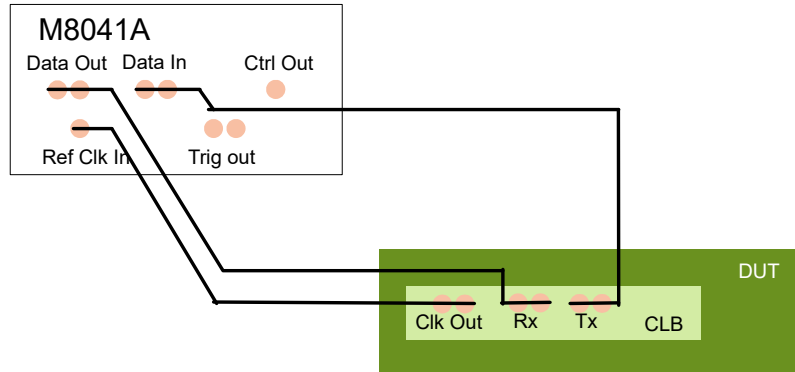 M8041A
Data Out Data In Ctrl Out
Ref Clk In Trig out
DUT
Clk Out Rx Tx CLB